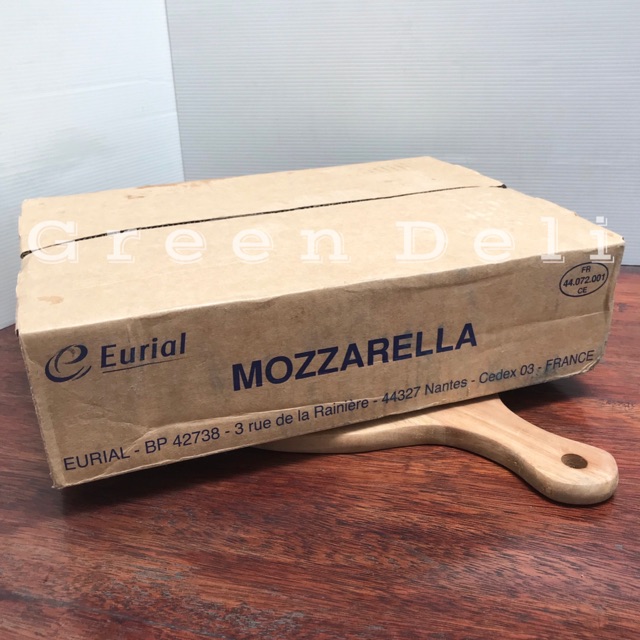 Green Deli
FR
44.072.001
CE
Eurial
MOZZARELLA
EURIAL - BP 42738 - 3 rue de la Rainière - 44327 Nantes - Cedex 03 - FRANCE